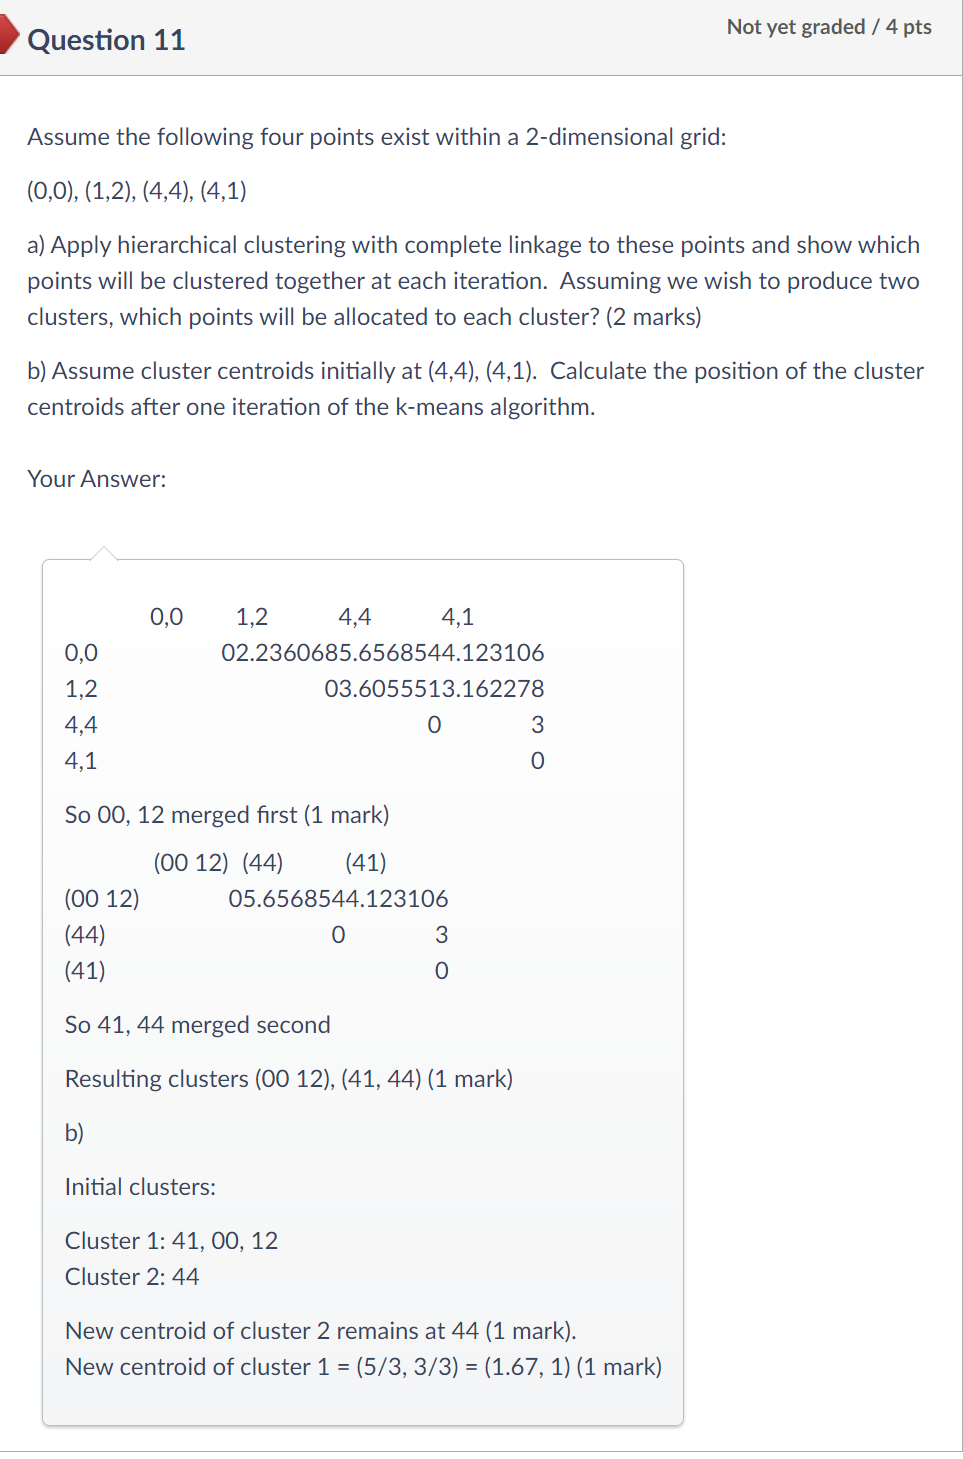 Question 11
Not yet graded / 4 pts
Assume the following four points exist within a 2-dimensional grid:
(0,0), (1,2), (4,4), (4,1)
a) Apply hierarchical clustering with complete linkage to these points and show which
points will be clustered together at each iteration.  Assuming we wish to produce two
clusters, which points will be allocated to each cluster? (2 marks)
b) Assume cluster centroids initially at (4,4), (4,1).  Calculate the position of the cluster
centroids after one iteration of the k-means algorithm.
Your Answer:
0,0 1,2 4,4 4,1
0,0 02.2360685.6568544.123106
1,2 03.6055513.162278
4,4 0 3
4,1 0
So 00, 12 merged first (1 mark)
(00 12) (44) (41)
(00 12) 05.6568544.123106
(44) 0 3
(41) 0
So 41, 44 merged second
Resulting clusters (00 12), (41, 44) (1 mark)
b)
Initial clusters:
Cluster 1: 41, 00, 12
Cluster 2: 44
New centroid of cluster 2 remains at 44 (1 mark).
New centroid of cluster 1 = (5/3, 3/3) = (1.67, 1) (1 mark)